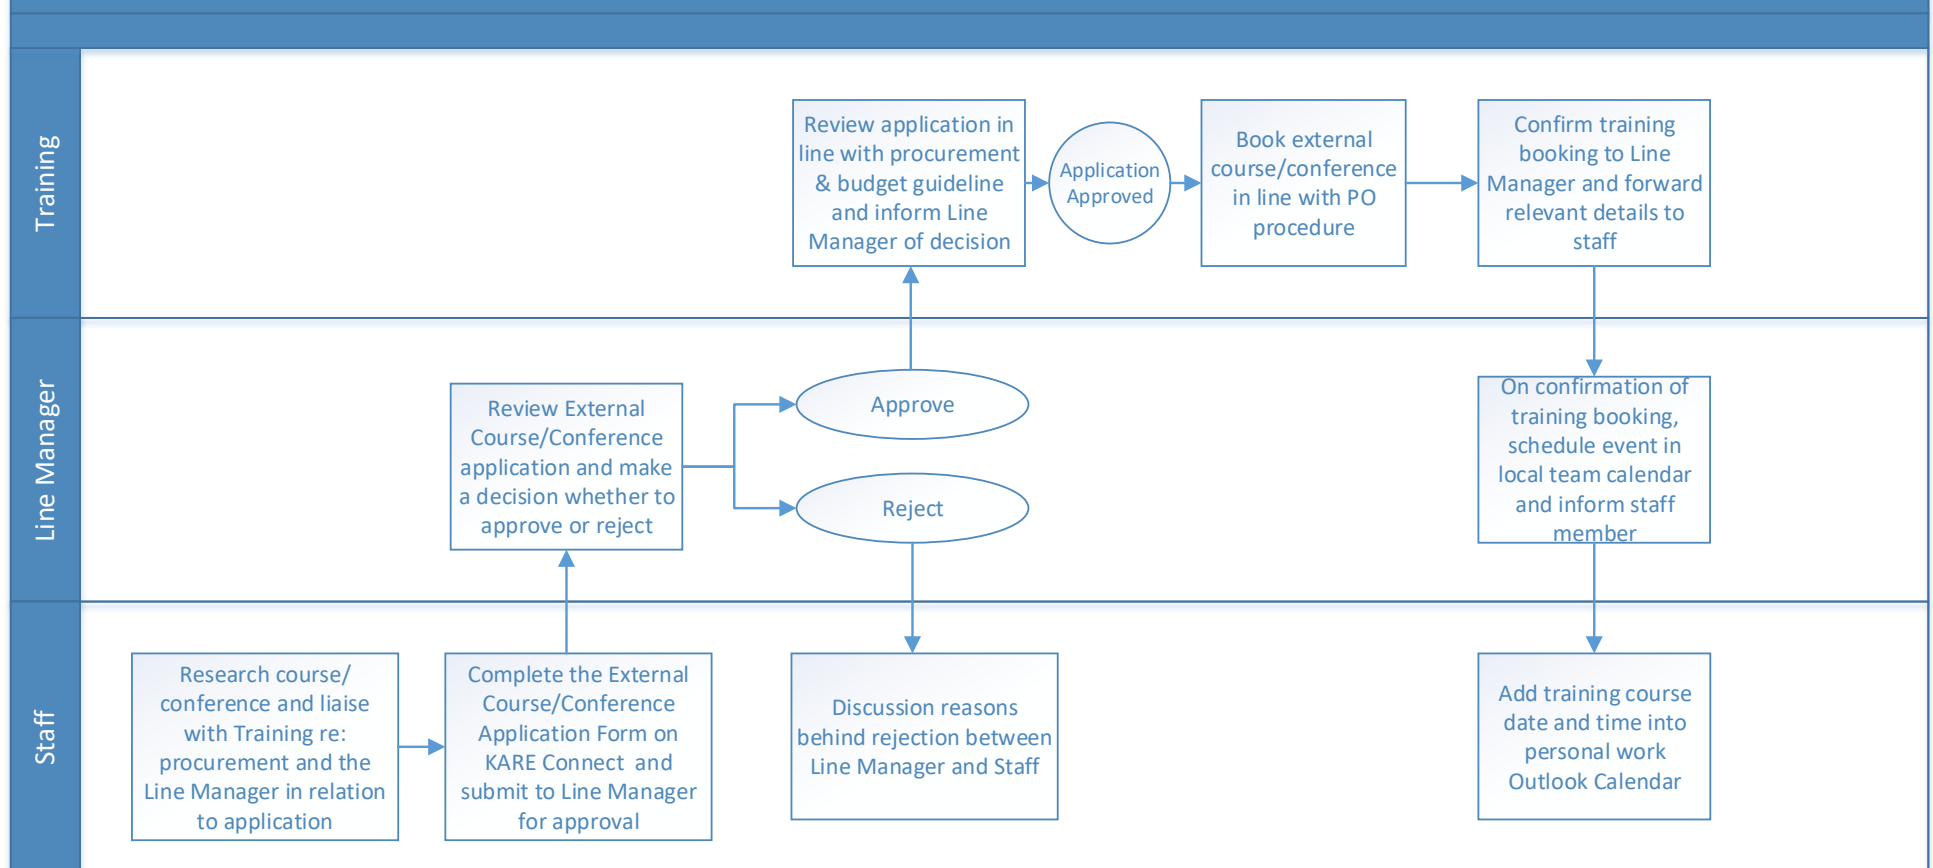 Training
Review application in
line with procurement
& budget guideline
and inform Line
Manager of decision
Application
Approved
Book external
course/conference
in line with PO
procedure
Confirm training
booking to Line
Manager and forward
relevant details to
staff
Line Manager
Review External
Course/Conference
application and make
a decision whether to
approve or reject
Approve
Reject
On confirmation of
training booking,
schedule event in
local team calendar
and inform staff
member
Staff
Research course/
conference and liaise
with Training re:
procurement and the
Line Manager in relation
to application
Complete the External
Course/Conference
Application Form on
KARE Connect  and
submit to Line Manager
for approval
Discussion reasons
behind rejection between
Line Manager and Staff
Add training course
date and time into
personal work
Outlook Calendar